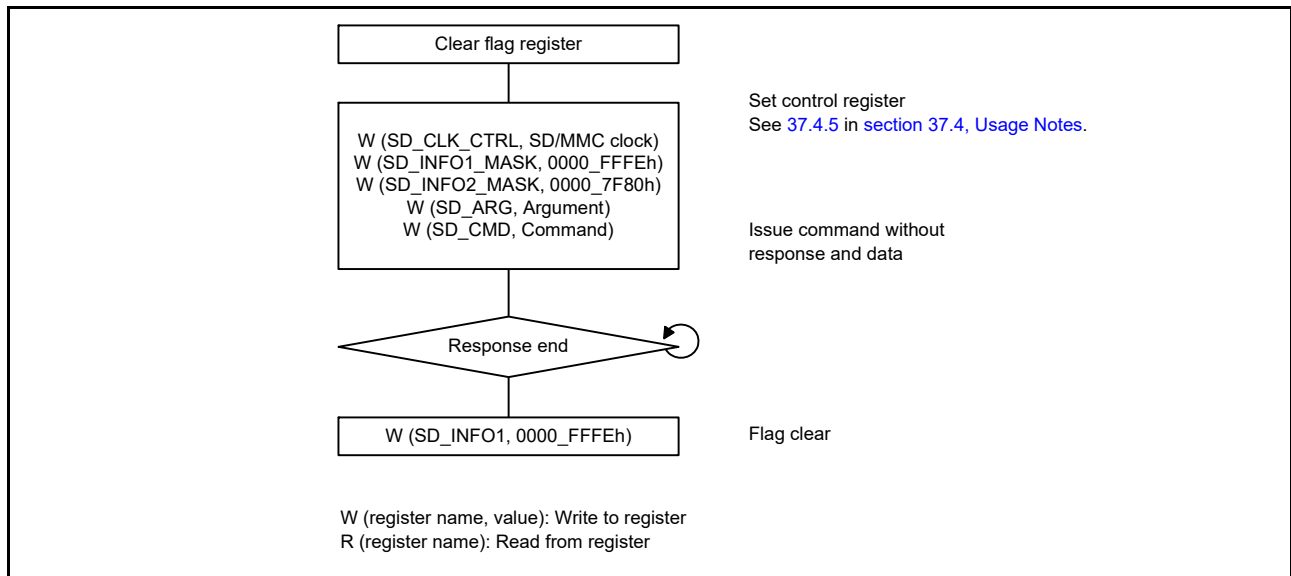 Clear flag register
Set control register
See 37.4.5 in section 37.4, Usage Notes.
W (SD_CLK_CTRL, SD/MMC clock)
W (SD_INFO1_MASK, 0000_FFFEh)
W (SD_INFO2_MASK, 0000_7F80h)
W (SD_ARG, Argument)
W (SD_CMD, Command)
Issue command without
response and data
Response end
W (SD_INFO1, 0000_FFFEh)
Flag clear
W (register name, value): Write to register
R (register name): Read from register